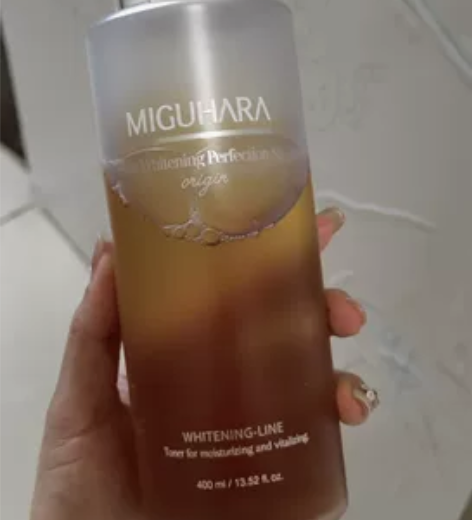 MIGUHARA
Whitening Perfection
origin
WHITENING-LINE
Toner for moisturizing and vitalizing.
400 ml / 13.52 fl. oz.